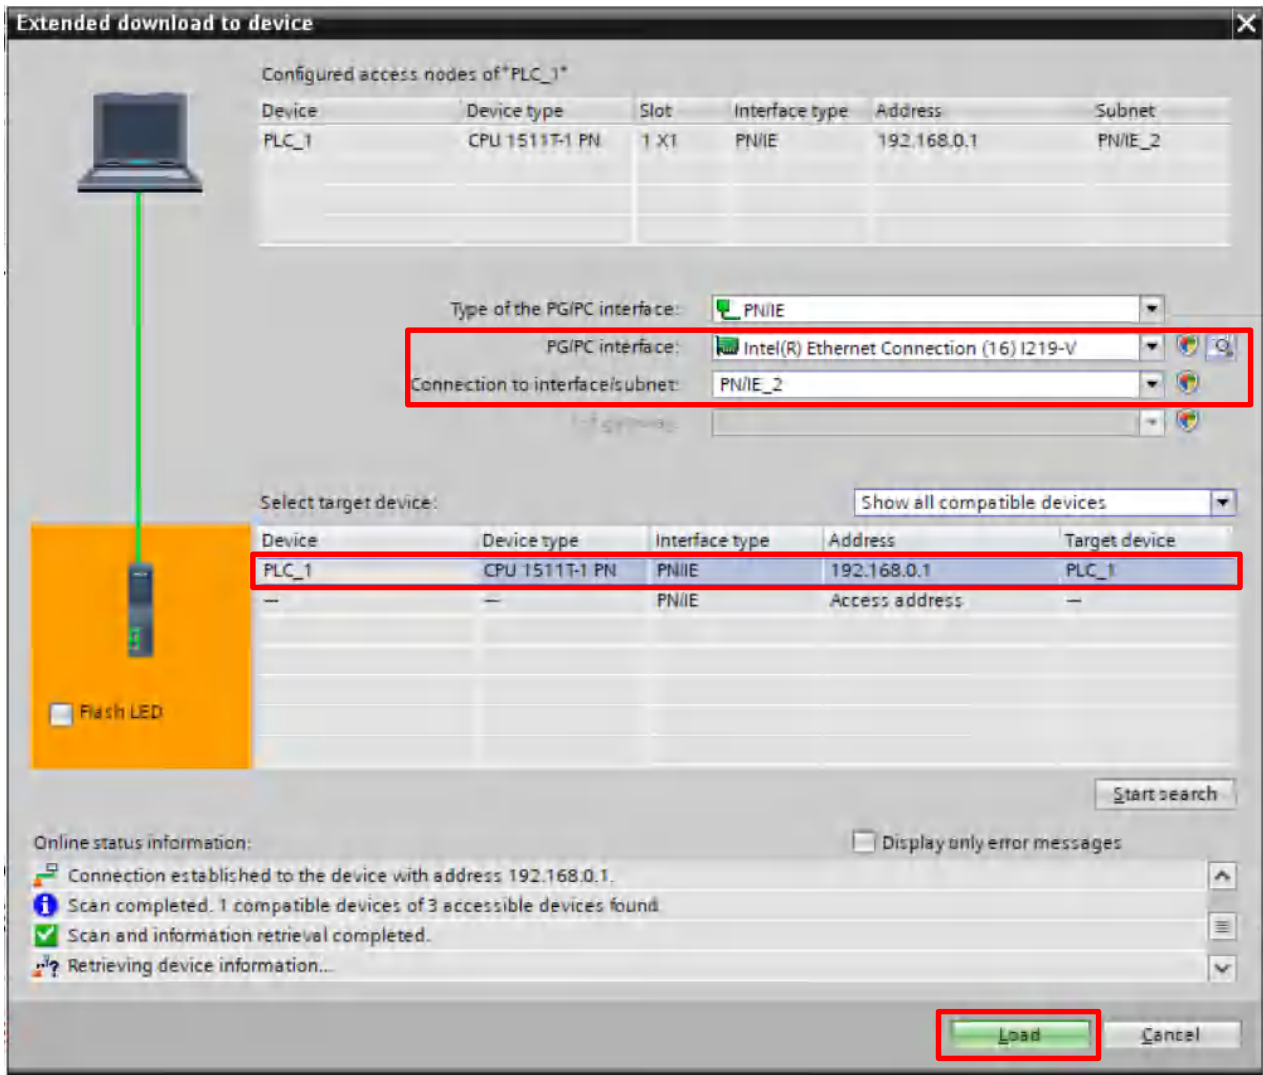 Extended download to device
Configured access nodes of "PLC_1"
Device Device type Slot Interface type Address Subnet
PLC_1 CPU 1511T-1 PN 1 X1 PN/IE 192.168.0.1 PN/IE_2
Type of the PG/PC interface: PN/IE
PG/PC interface: Intel(R) Ethernet Connection (16) I219-V
Connection to interface/subnet: PN/IE_2
Select target device: Show all compatible devices
Device Device type Interface type Address Target device
PLC_1 CPU 1511T-1 PN PN/IE 192.168.0.1 PLC_1
— — PN/IE Access address —
Flash LED
Start search
Online status information: Display only error messages
Connection established to the device with address 192.168.0.1.
Scan completed. 1 compatible devices of 3 accessible devices found
Scan and information retrieval completed.
Retrieving device information...
Load Cancel